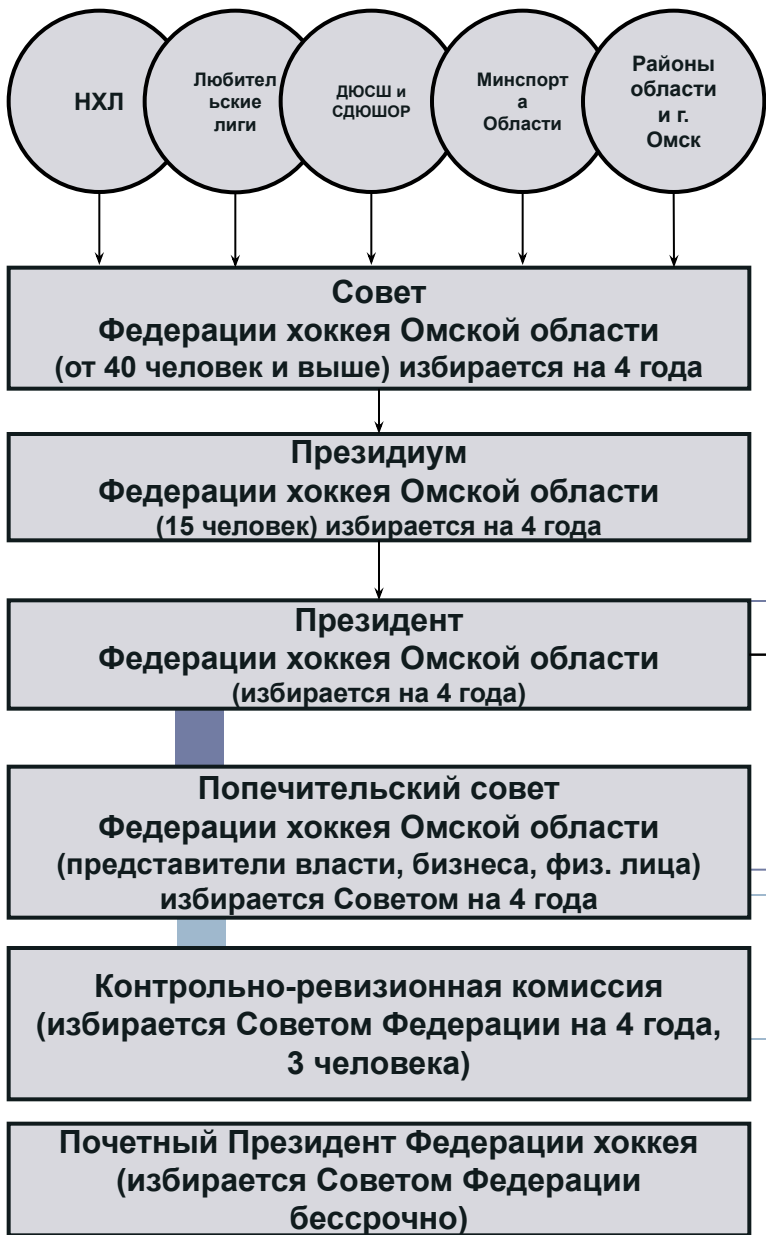 НХЛ
Любител
ьские
лиги
ДЮСШ и
СДЮШОР
Минспорт
а
Области
Районы
области
и г.
Омск
Совет
Федерации хоккея Омской области
(от 40 человек и выше) избирается на 4 года
Президиум
Федерации хоккея Омской области
(15 человек) избирается на 4 года
Президент
Федерации хоккея Омской области
(избирается на 4 года)
Попечительский совет
Федерации хоккея Омской области
(представители власти, бизнеса, физ. лица)
избирается Советом на 4 года
Контрольно-ревизионная комиссия
(избирается Советом Федерации на 4 года,
3 человека)
Почетный Президент Федерации хоккея
(избирается Советом Федерации
бессрочно)